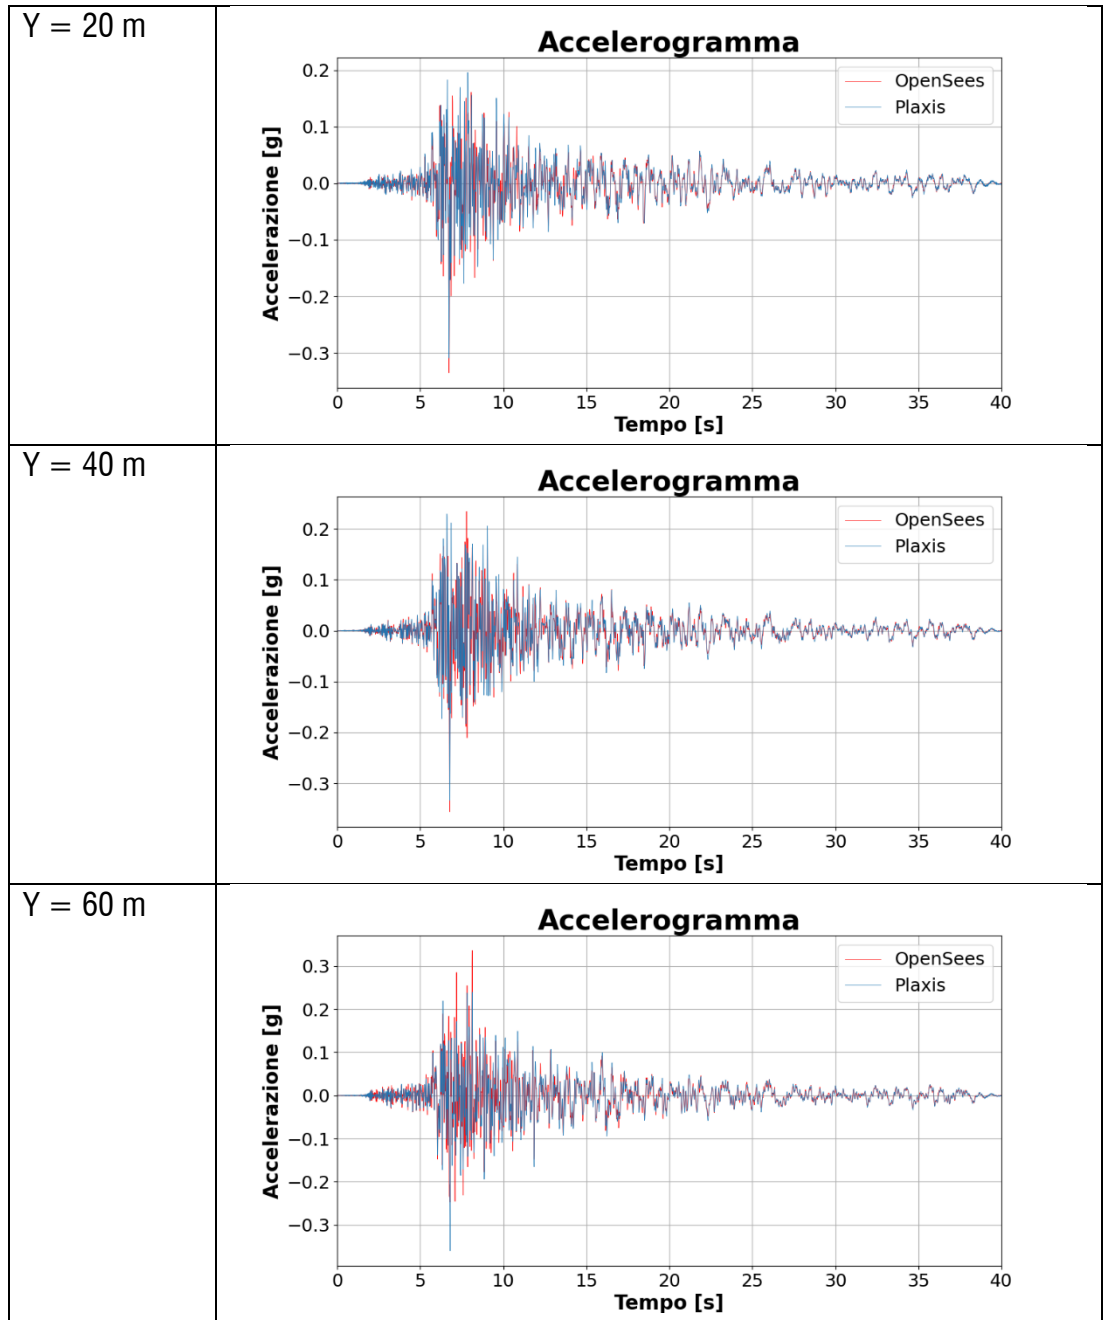 Y = 20 m
Accelerogramma
OpenSees
Plaxis
Accelerazione [g]
0.2
0.1
0.0
−0.1
−0.2
−0.3
0 5 10 15 20 25 30 35 40
Tempo [s]
Y = 40 m
Accelerogramma
OpenSees
Plaxis
Accelerazione [g]
0.2
0.1
0.0
−0.1
−0.2
−0.3
0 5 10 15 20 25 30 35 40
Tempo [s]
Y = 60 m
Accelerogramma
OpenSees
Plaxis
Accelerazione [g]
0.3
0.2
0.1
0.0
−0.1
−0.2
−0.3
0 5 10 15 20 25 30 35 40
Tempo [s]